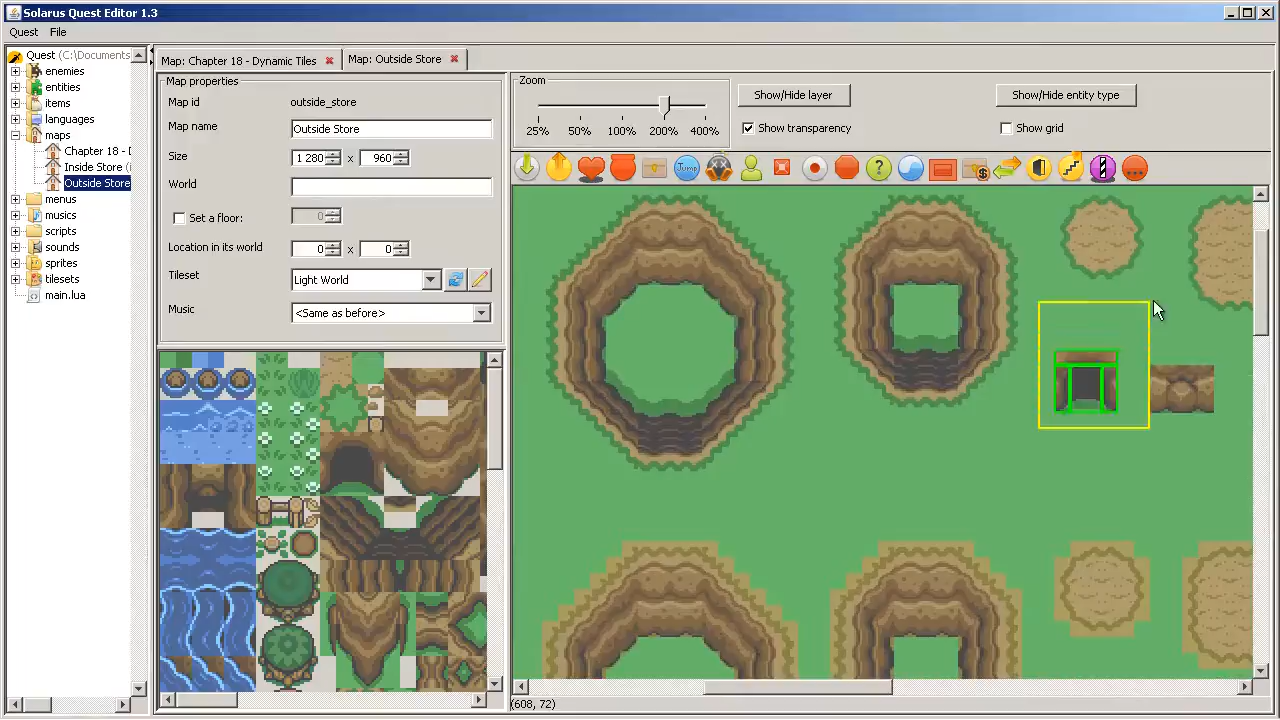 Solarus Quest Editor 1.3
Quest File
Quest (C:\Documents
enemies
entities
items
languages
maps
Chapter 18 - I
Inside Store (
Outside Store
menus
musics
scripts
sounds
sprites
tilesets
main.lua
Map: Chapter 18 - Dynamic Tiles
Map: Outside Store
Map properties
Map id outside_store
Map name Outside Store
Size 1 280 x 960
World
Set a floor: 0
Location in its world 0 x 0
Tileset Light World
Music <Same as before>
Zoom
25% 50% 100% 200% 400%
Show/Hide layer
Show transparency
Show/Hide entity type
Show grid
Jump
?
$
(608, 72)